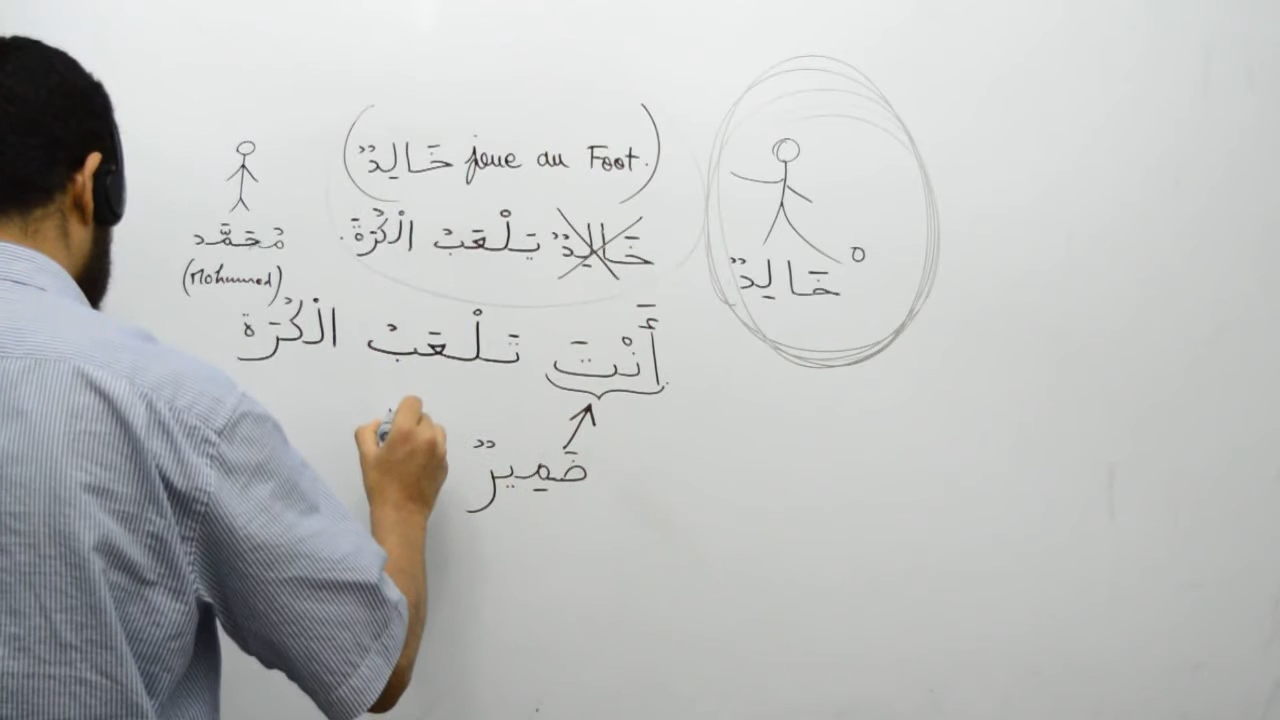 خَالِدٌ joue au Foot.
خَالِدٌ يَلْعَبُ الْكُرَةَ.
مُحَمَّد
(Mohamed)
خَالِدٌ
أَنْتَ تَلْعَبُ الْكُرَة
ضَمِيرٌ